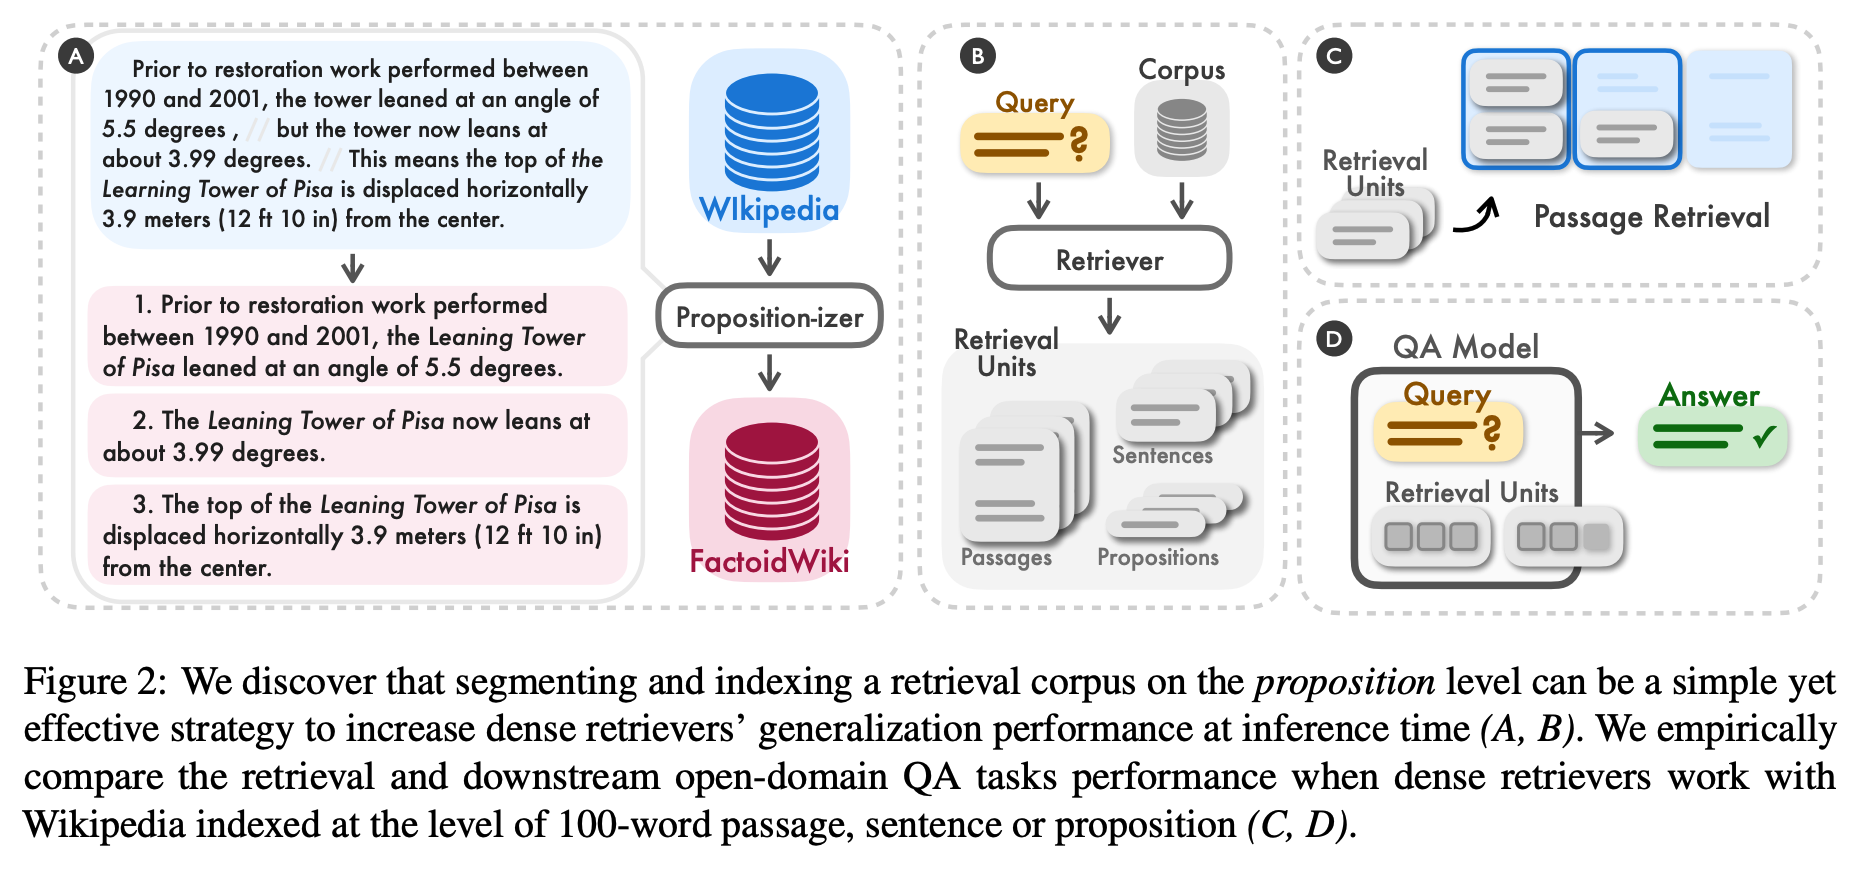 A
Prior to restoration work performed between
1990 and 2001, the tower leaned at an angle of
5.5 degrees , // but the tower now leans at
about 3.99 degrees. // This means the top of the
Learning Tower of Pisa is displaced horizontally
3.9 meters (12 ft 10 in) from the center.
1. Prior to restoration work performed
between 1990 and 2001, the Leaning Tower
of Pisa leaned at an angle of 5.5 degrees.
2. The Leaning Tower of Pisa now leans at
about 3.99 degrees.
3. The top of the Leaning Tower of Pisa is
displaced horizontally 3.9 meters (12 ft 10 in)
from the center.
WIkipedia
Proposition-izer
FactoidWiki
B
Query
?
Corpus
Retriever
Retrieval
Units
Passages
Sentences
Propositions
C
Retrieval
Units
Passage Retrieval
D
QA Model
Query
?
Retrieval Units
Answer
Figure 2: We discover that segmenting and indexing a retrieval corpus on the proposition level can be a simple yet
effective strategy to increase dense retrievers’ generalization performance at inference time (A, B). We empirically
compare the retrieval and downstream open-domain QA tasks performance when dense retrievers work with
Wikipedia indexed at the level of 100-word passage, sentence or proposition (C, D).